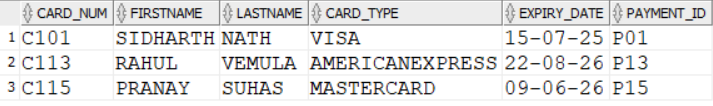 CARD_NUM FIRSTNAME LASTNAME CARD_TYPE EXPIRY_DATE PAYMENT_ID
1 C101 SIDHARTH NATH VISA 15-07-25 P01
2 C113 RAHUL VEMULA AMERICANEXPRESS 22-08-26 P13
3 C115 PRANAY SUHAS MASTERCARD 09-06-26 P15